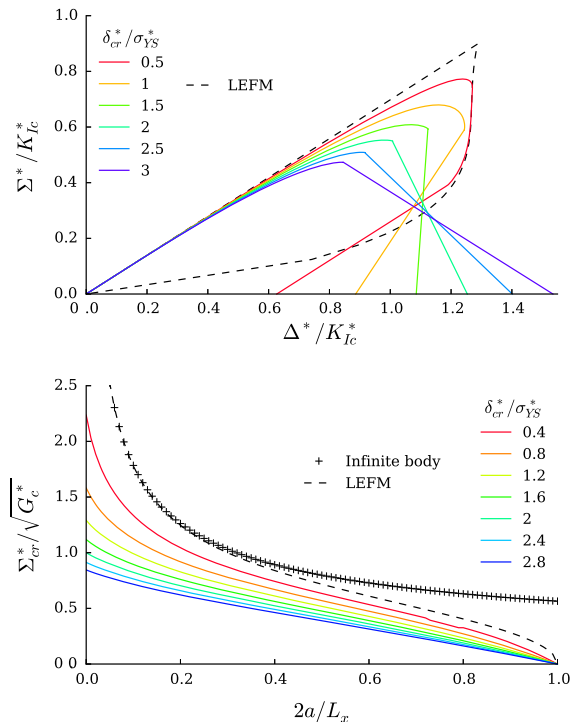 δ*cr/σ*YS
0.5
1
1.5
2
2.5
3
LEFM
1.0
0.8
0.6
0.4
0.2
0.0
Σ*/K*Ic
0.0 0.2 0.4 0.6 0.8 1.0 1.2 1.4 1.6
Δ*/K*Ic
2.5
2.0
1.5
1.0
0.5
0.0
Σ*cr/√G*c
δ*cr/σ*YS
0.4
0.8
1.2
1.6
2
2.4
2.8
Infinite body
LEFM
0.0 0.2 0.4 0.6 0.8 1.0
2a/Lx